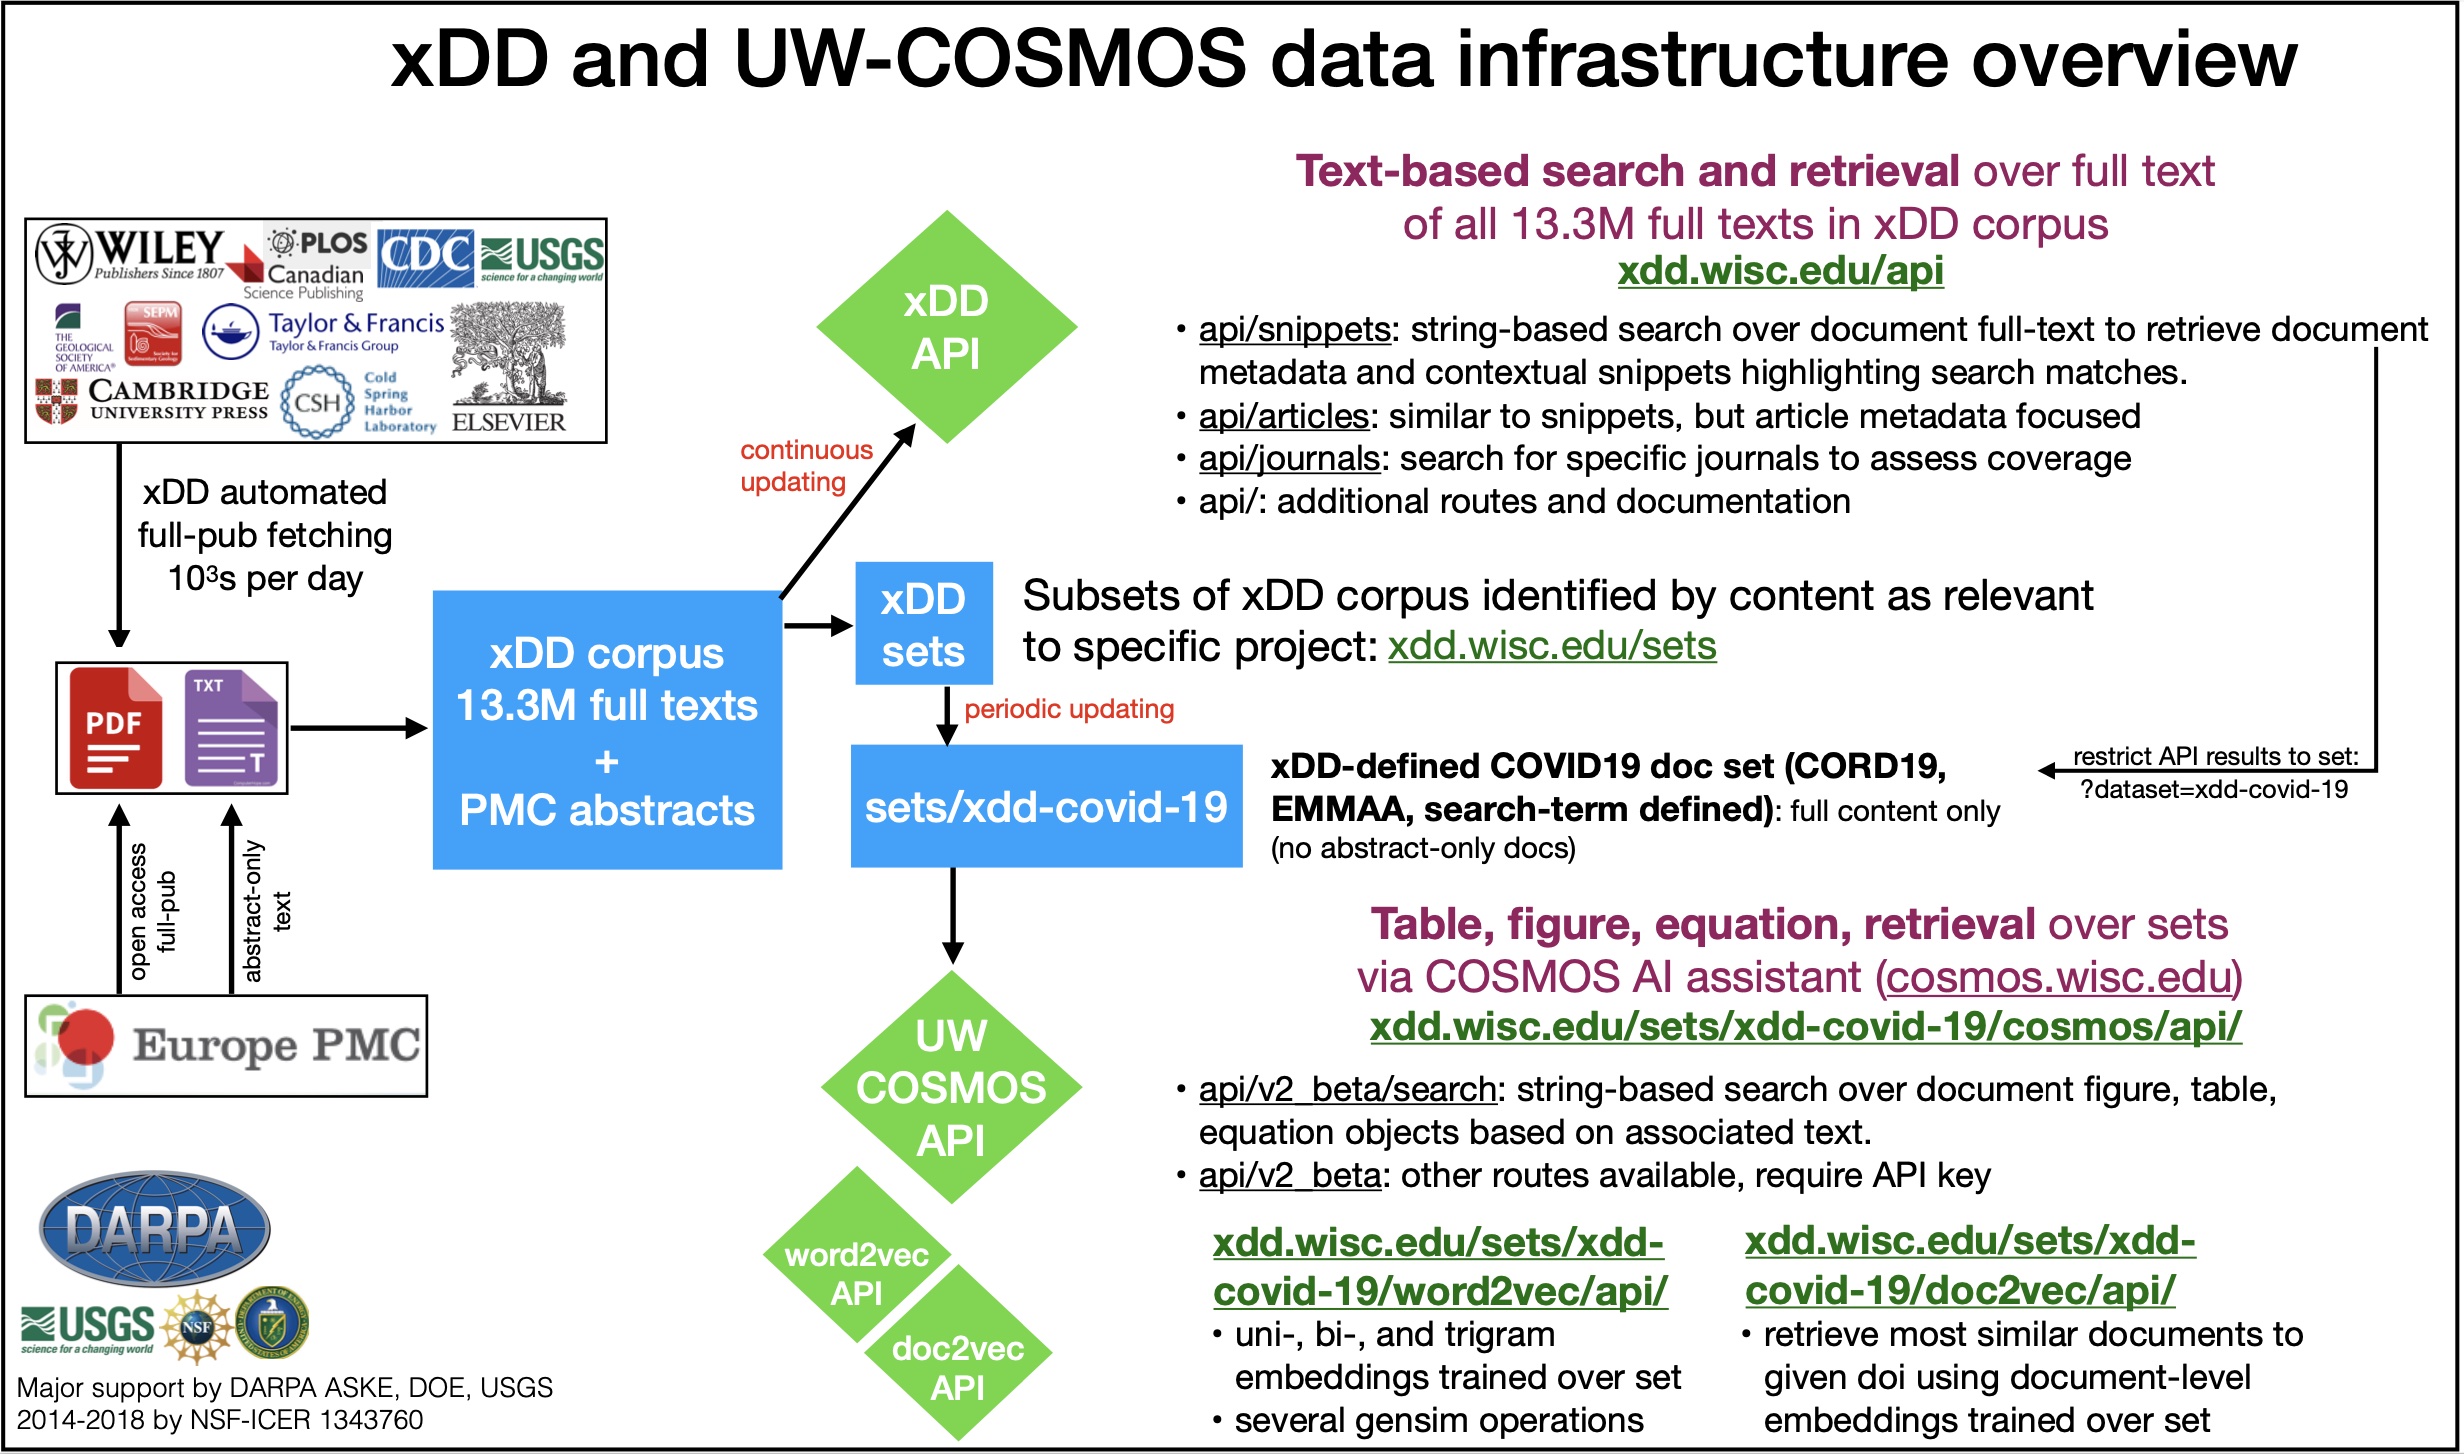 xDD and UW-COSMOS data infrastructure overview
WILEY
Publishers Since 1807
PLOS
Canadian
Science Publishing
CDC
USGS
science for a changing world
THE
GEOLOGICAL
SOCIETY
OF AMERICA®
SEPM
Society for
Sedimentary Geology
Taylor & Francis
Taylor & Francis Group
CAMBRIDGE
UNIVERSITY PRESS
CSH
Cold
Spring
Harbor
Laboratory
ELSEVIER
xDD automated
full-pub fetching
10³s per day
PDF
TXT
T
open access
full-pub
abstract-only
text
Europe PMC
xDD corpus
13.3M full texts
+
PMC abstracts
continuous
updating
xDD
API
xDD
sets
periodic updating
sets/xdd-covid-19
UW
COSMOS
API
word2vec
API
doc2vec
API
Text-based search and retrieval over full text
of all 13.3M full texts in xDD corpus
xdd.wisc.edu/api
• api/snippets: string-based search over document full-text to retrieve document
metadata and contextual snippets highlighting search matches.
• api/articles: similar to snippets, but article metadata focused
• api/journals: search for specific journals to assess coverage
• api/: additional routes and documentation
Subsets of xDD corpus identified by content as relevant
to specific project: xdd.wisc.edu/sets
xDD-defined COVID19 doc set (CORD19,
EMMAA, search-term defined): full content only
(no abstract-only docs)
restrict API results to set:
?dataset=xdd-covid-19
Table, figure, equation, retrieval over sets
via COSMOS AI assistant (cosmos.wisc.edu)
xdd.wisc.edu/sets/xdd-covid-19/cosmos/api/
• api/v2_beta/search: string-based search over document figure, table,
equation objects based on associated text.
• api/v2_beta: other routes available, require API key
xdd.wisc.edu/sets/xdd-
covid-19/word2vec/api/
• uni-, bi-, and trigram
embeddings trained over set
• several gensim operations
xdd.wisc.edu/sets/xdd-
covid-19/doc2vec/api/
• retrieve most similar documents to
given doi using document-level
embeddings trained over set
DARPA
USGS
science for a changing world
NSF
Major support by DARPA ASKE, DOE, USGS
2014-2018 by NSF-ICER 1343760